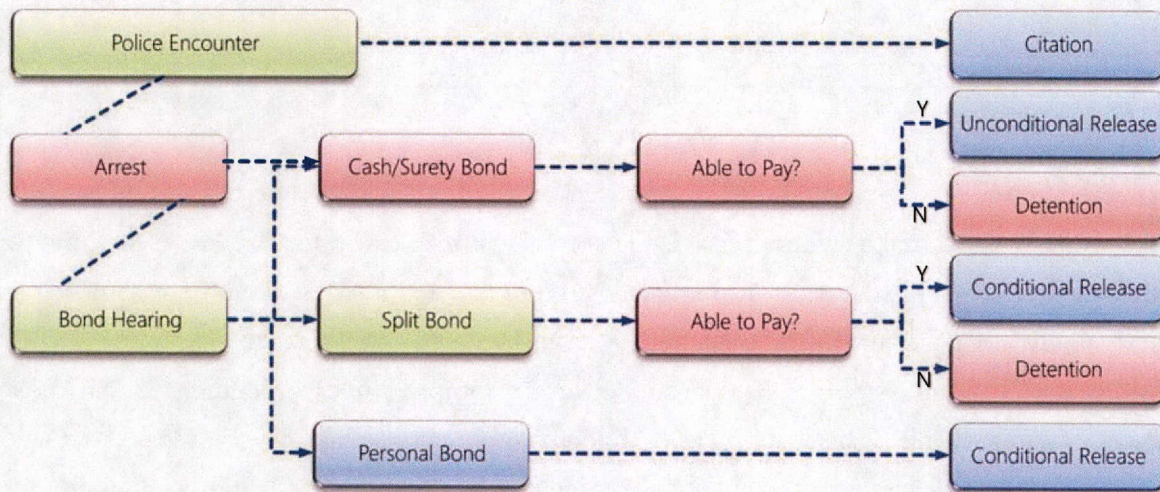 Police Encounter
Citation
Y
Unconditional Release
Arrest
Cash/Surety Bond
Able to Pay?
N
Detention
Y
Conditional Release
Bond Hearing
Split Bond
Able to Pay?
N
Detention
Personal Bond
Conditional Release